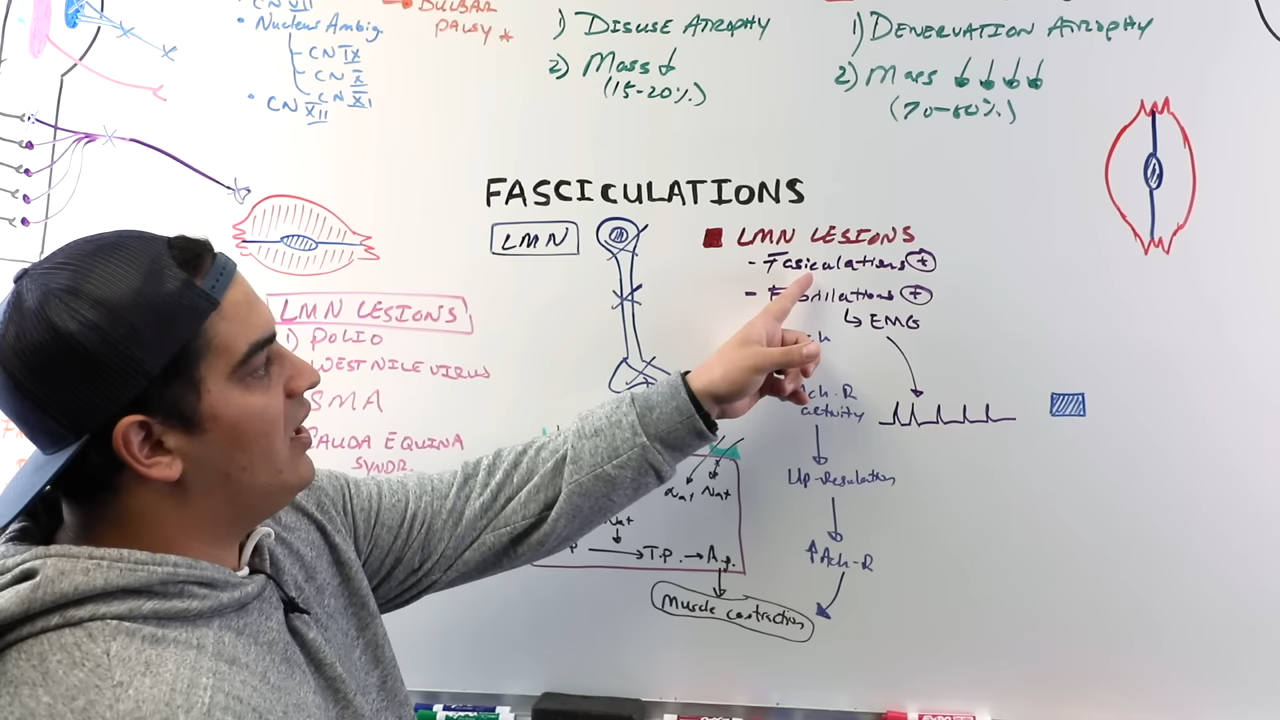 CN VII
• Nucleus Ambig
CN IX
CN X
CN XI
• CN XII
BULBAR
PALSY *
1) DISUSE ATROPHY
2) Mass ↓
(15-20%)
1) DENERVATION ATROPHY
2) Mass ↓ ↓ ↓ ↓
(70-80%)
FASCICULATIONS
LMN
LMN LESIONS
- Fasiculations +
- Fibrillations +
↳ EMG
Ach-R
activity
Up-Regulation
↑ Ach-R
Na+
T.P. → A.P.
Muscle contraction
LMN LESIONS
1) POLIO
WEST NILE VIRUS
SMA
CAUDA EQUINA
SYNDR.